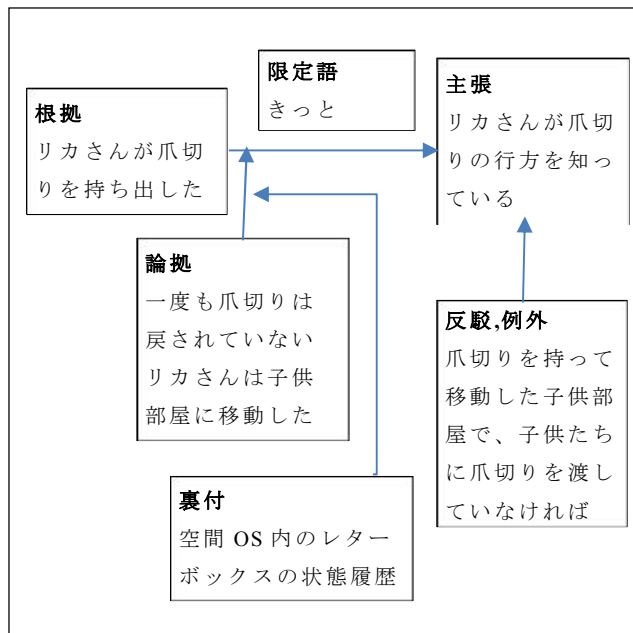 限定語
きっと
主張
リカさんが爪切
りの行方を知っ
ている
根拠
リカさんが爪切
りを持ち出した
論拠
一度も爪切りは
戻されていない
リカさんは子供
部屋に移動した
反駁,例外
爪切りを持って
移動した子供部
屋で、子供たち
に爪切りを渡し
ていなければ
裏付
空間 OS 内のレター
ボックスの状態履歴